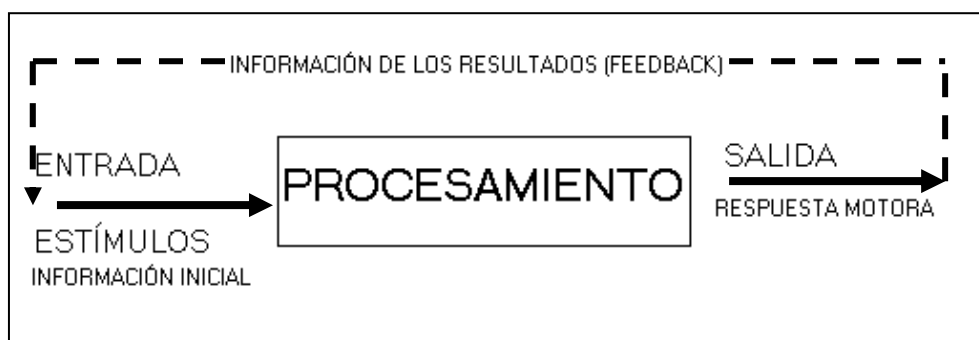 INFORMACIÓN DE LOS RESULTADOS (FEEDBACK)
ENTRADA
ESTÍMULOS
INFORMACIÓN INICIAL
PROCESAMIENTO
SALIDA
RESPUESTA MOTORA